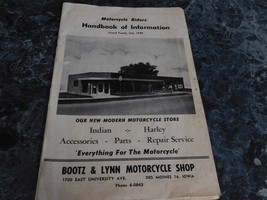 Motorcycle Riders
Handbook of Information
OUR NEW MODERN MOTORCYCLE STORE
Indian - Harley
Accessories - Parts - Repair Service
'Everything For The Motorcycle'
BOOTZ & LYNN MOTORCYCLE SHOP
1700 EAST UNIVERSITY AVE. DES MOINES 16, IOWA
Phone 6-0843